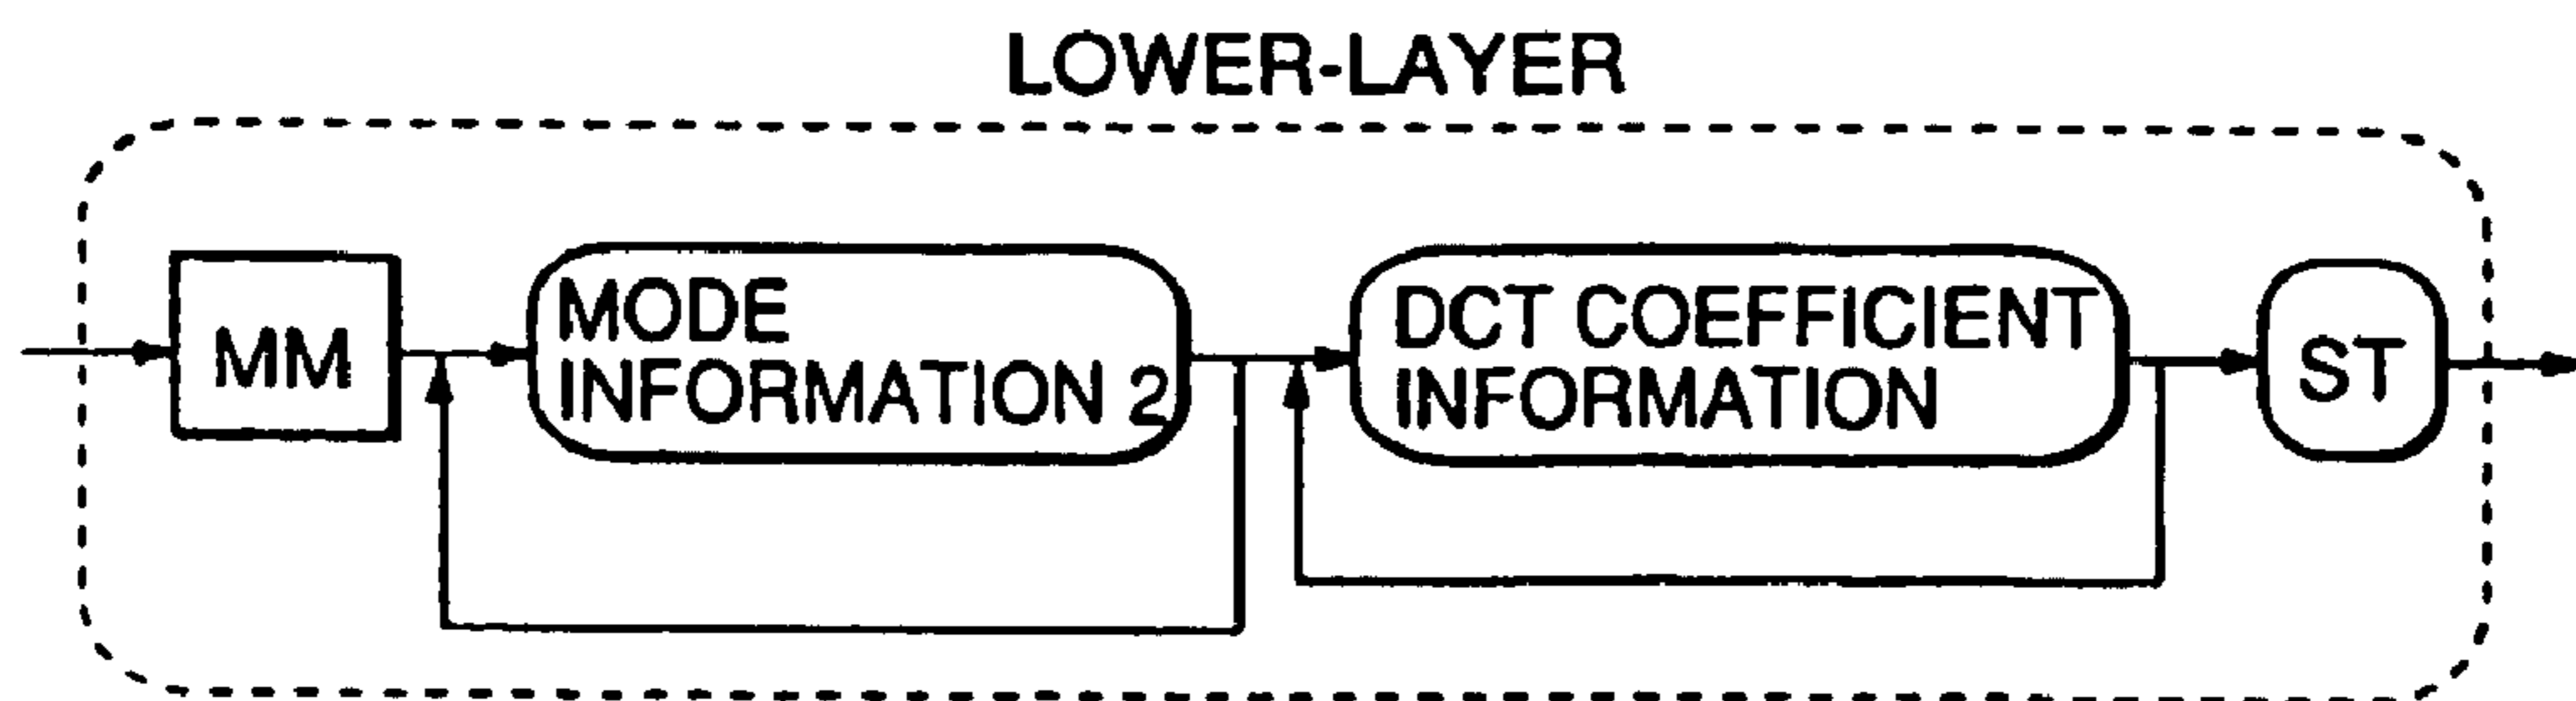 LOWER-LAYER
MM
MODE
INFORMATION 2
DCT COEFFICIENT
INFORMATION
ST